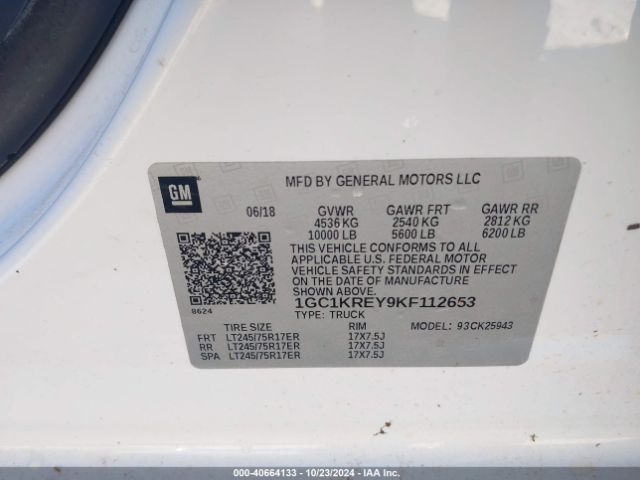 GM
MFD BY GENERAL MOTORS LLC
06/18 GVWR GAWR FRT GAWR RR
4536 KG 2540 KG 2812 KG
10000 LB 5600 LB 6200 LB
THIS VEHICLE CONFORMS TO ALL
APPLICABLE U.S. FEDERAL MOTOR
VEHICLE SAFETY STANDARDS IN EFFECT
ON THE DATE OF MANUFACTURE
SHOWN ABOVE.
1GC1KREY9KF112653
8624
TYPE: TRUCK
TIRE SIZE RIM MODEL: 93CK25943
FRT LT245/75R17ER 17X7.5J
RR LT245/75R17ER 17X7.5J
SPA LT245/75R17ER 17X7.5J
000-40664133 - 10/23/2024 - IAA Inc.